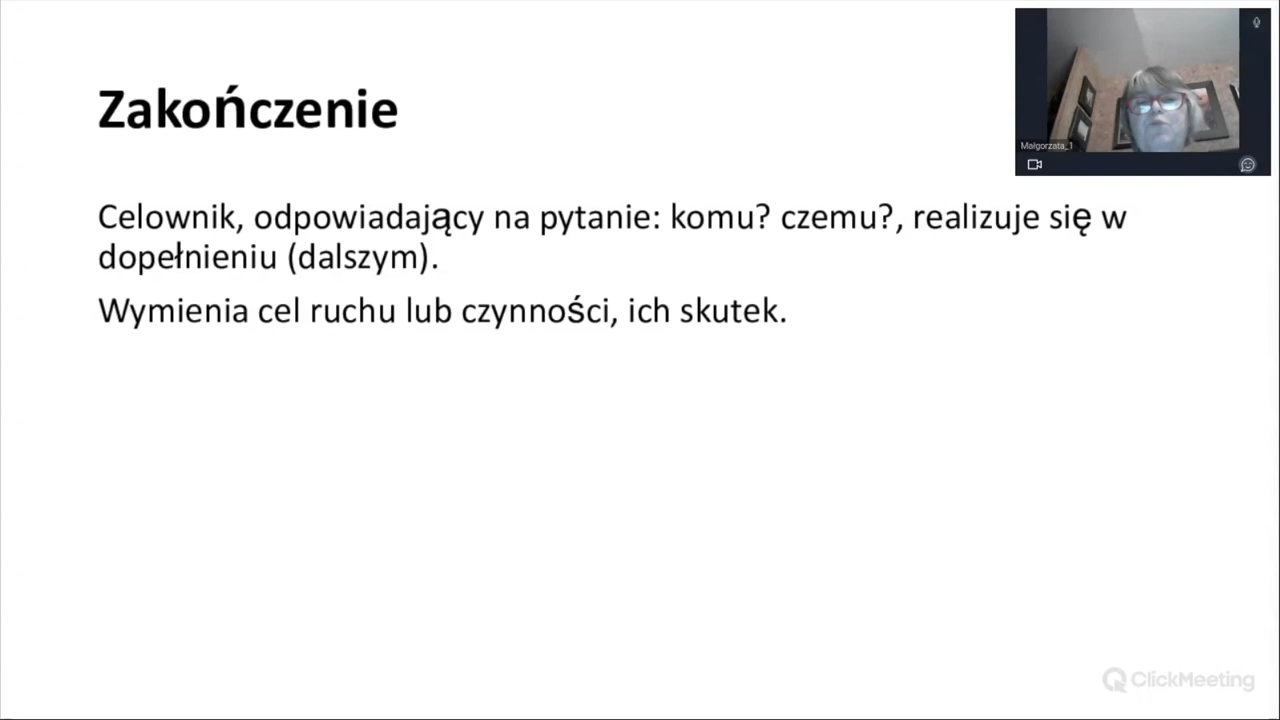 Zakończenie
Małgorzata_1
Celownik, odpowiadający na pytanie: komu? czemu?, realizuje się w
dopełnieniu (dalszym).
Wymienia cel ruchu lub czynności, ich skutek.
ClickMeeting